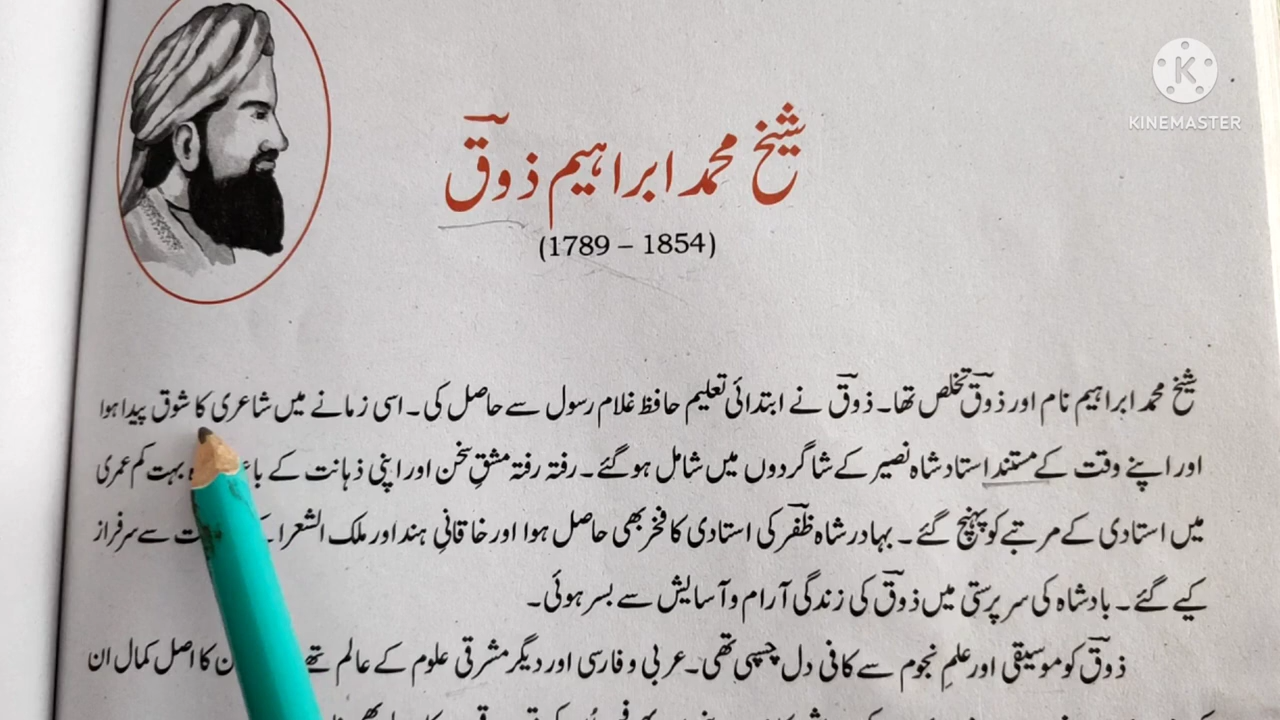 KINEMASTER
شیخ محمد ابراہیم ذوقؔ
(1789 – 1854)
شیخ محمد ابراہیم نام اور ذوقؔ تخلص تھا۔ ذوقؔ نے ابتدائی تعلیم حافظ غلام رسول سے حاصل کی۔ اسی زمانے میں شاعری کا شوق پیدا ہوا
اور اپنے وقت کے مستند استاد شاہ نصیر کے شاگردوں میں شامل ہوگئے۔ رفتہ رفتہ مشقِ سخن اور اپنی ذہانت کے بہت کم عمری
میں استادی کے مرتبے کو پہنچ گئے۔ بہادر شاہ ظفرؔ کی استادی کا فخر بھی حاصل ہوا اور خاقانیِ ہند اور ملک الشعرا سے سرفراز
کیے گئے۔ بادشاہ کی سرپرستی میں ذوقؔ کی زندگی آرام و آسایش سے بسر ہوئی۔
ذوقؔ کو موسیقی اور علمِ نجوم سے کافی دل چسپی تھی۔ عربی و فارسی اور دیگر مشرقی علوم کے عالم کا اصل کمال ان